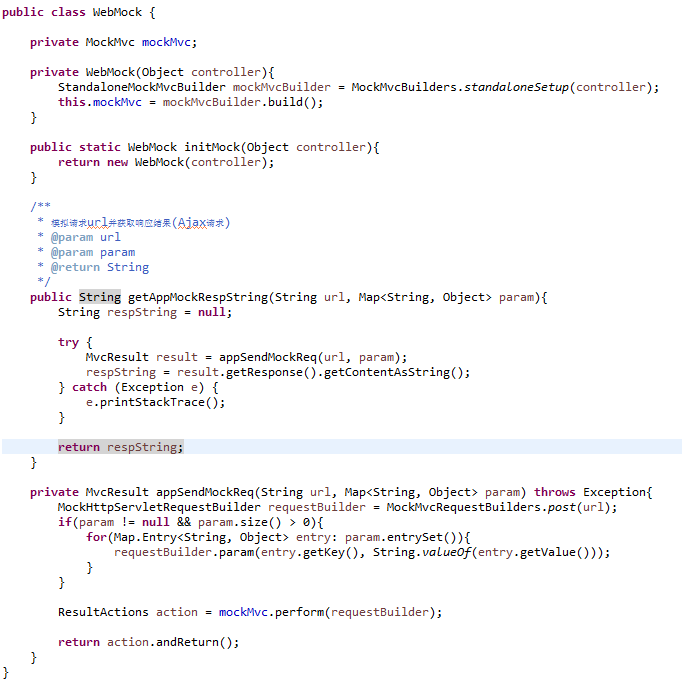 public class WebMock {
private MockMvc mockMvc;
private WebMock(Object controller){
StandaloneMockMvcBuilder mockMvcBuilder = MockMvcBuilders.standaloneSetup(controller);
this.mockMvc = mockMvcBuilder.build();
}
public static WebMock initMock(Object controller){
return new WebMock(controller);
}
/**
* 模拟请求url并获取响应结果(Ajax请求)
* @param url
* @param param
* @return String
*/
public String getAppMockRespString(String url, Map<String, Object> param){
String respString = null;
try {
MvcResult result = appSendMockReq(url, param);
respString = result.getResponse().getContentAsString();
} catch (Exception e) {
e.printStackTrace();
}
return respString;
}
private MvcResult appSendMockReq(String url, Map<String, Object> param) throws Exception{
MockHttpServletRequestBuilder requestBuilder = MockMvcRequestBuilders.post(url);
if(param != null && param.size() > 0){
for(Map.Entry<String, Object> entry: param.entrySet()){
requestBuilder.param(entry.getKey(), String.valueOf(entry.getValue()));
}
}
ResultActions action = mockMvc.perform(requestBuilder);
return action.andReturn();
}
}